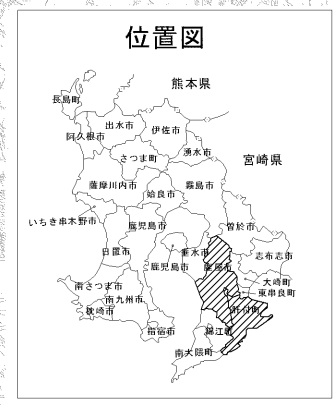 位置図
熊本県
長島町
出水市
伊佐市
阿久根市
湧水市
さつま町
宮崎県
薩摩川内市
姶良市
霧島市
いちき串木野市
鹿児島市
曽於市
日置市
垂水市
志布志市
鹿児島市
鹿屋市
大崎町
南さつま市
東串良町
南九州市
枕崎市
肝付町
指宿市
錦江町
南大隈町